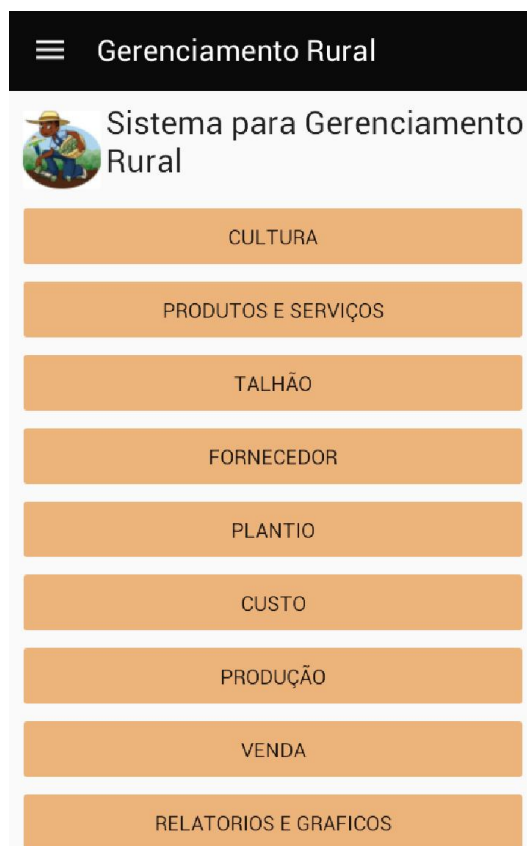 Gerenciamento Rural
Sistema para Gerenciamento
Rural
CULTURA
PRODUTOS E SERVIÇOS
TALHÃO
FORNECEDOR
PLANTIO
CUSTO
PRODUÇÃO
VENDA
RELATORIOS E GRAFICOS